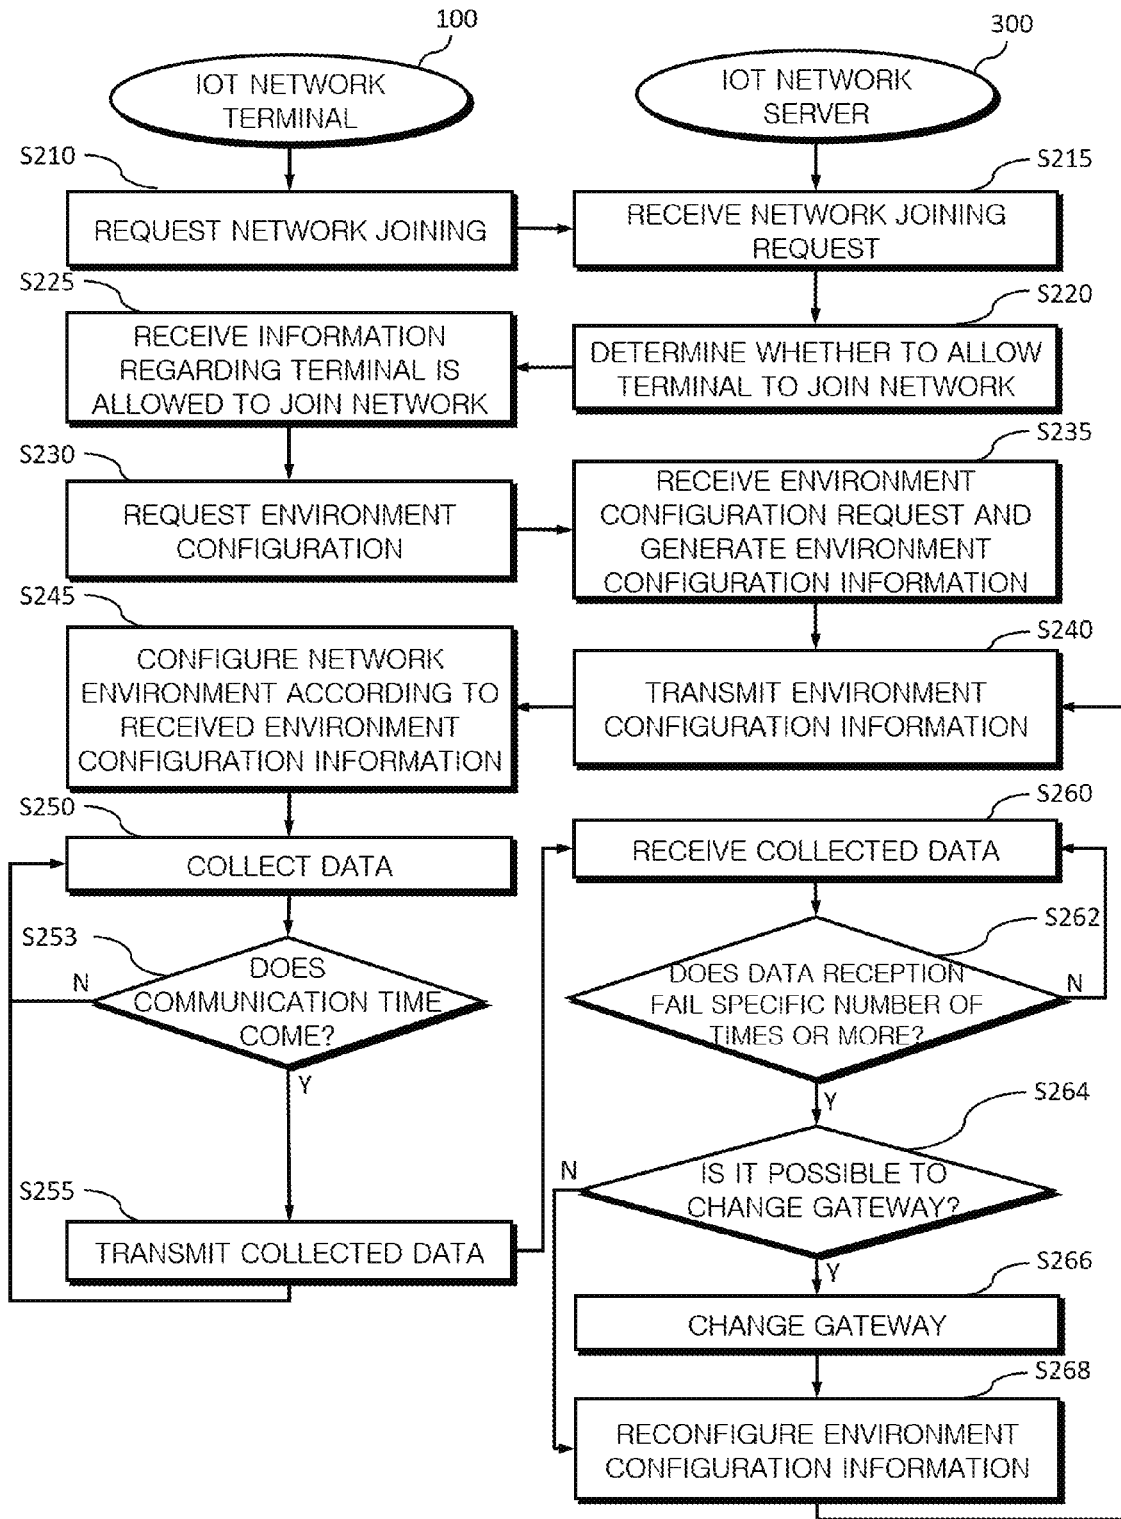 100
300
IOT NETWORK
TERMINAL
IOT NETWORK
SERVER
S210
S215
REQUEST NETWORK JOINING
RECEIVE NETWORK JOINING
REQUEST
S225
S220
RECEIVE INFORMATION
REGARDING TERMINAL IS
ALLOWED TO JOIN NETWORK
DETERMINE WHETHER TO ALLOW
TERMINAL TO JOIN NETWORK
S230
S235
REQUEST ENVIRONMENT
CONFIGURATION
RECEIVE ENVIRONMENT
CONFIGURATION REQUEST AND
GENERATE ENVIRONMENT
CONFIGURATION INFORMATION
S245
S240
CONFIGURE NETWORK
ENVIRONMENT ACCORDING TO
RECEIVED ENVIRONMENT
CONFIGURATION INFORMATION
TRANSMIT ENVIRONMENT
CONFIGURATION INFORMATION
S250
S260
COLLECT DATA
RECEIVE COLLECTED DATA
S253
S262
N
DOES
COMMUNICATION TIME
COME?
Y
DOES DATA RECEPTION
FAIL SPECIFIC NUMBER OF
TIMES OR MORE?
N
Y
S264
N
IS IT POSSIBLE TO
CHANGE GATEWAY?
Y
S255
TRANSMIT COLLECTED DATA
S266
CHANGE GATEWAY
S268
RECONFIGURE ENVIRONMENT
CONFIGURATION INFORMATION